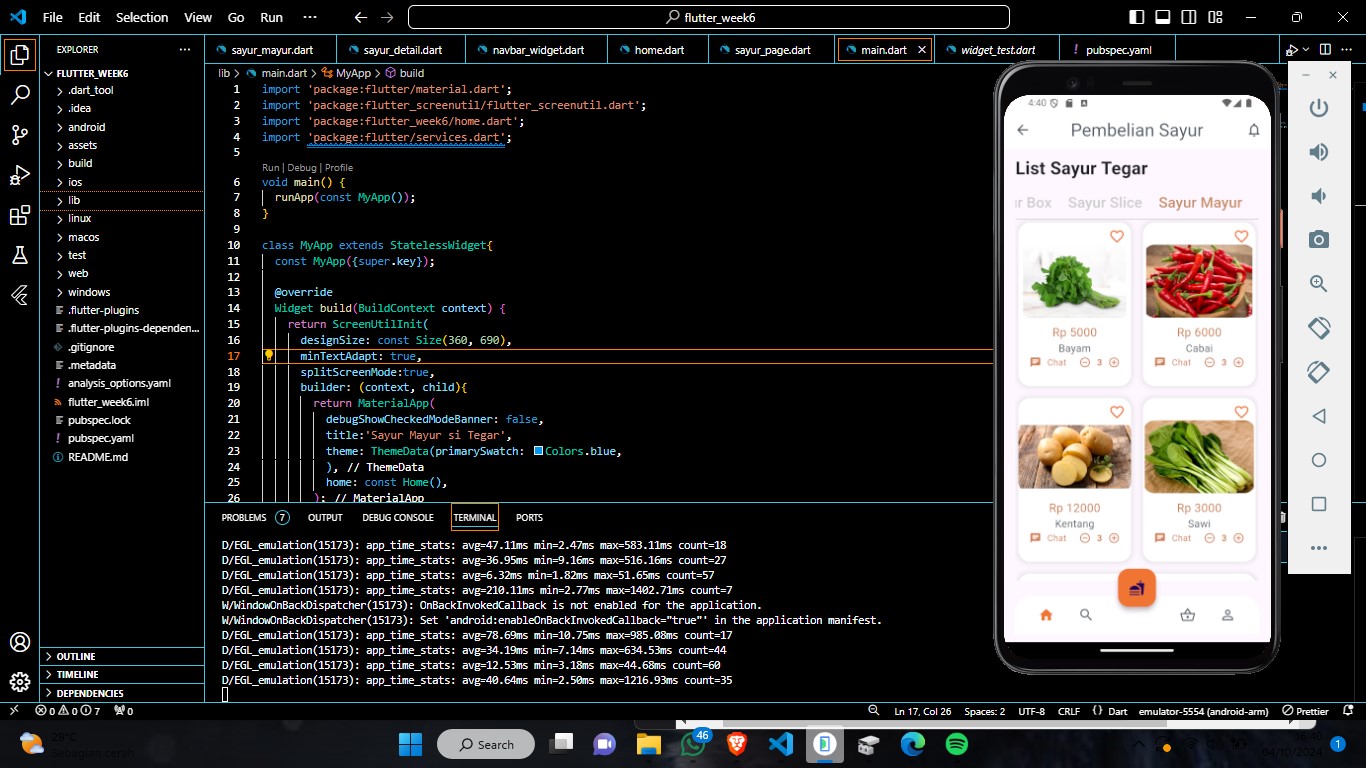 File Edit Selection View Go Run ··· flutter_week6
EXPLORER ···
FLUTTER_WEEK6
.dart_tool
.idea
android
assets
build
ios
lib
linux
macos
test
web
windows
.flutter-plugins
.flutter-plugins-dependen...
.gitignore
.metadata
analysis_options.yaml
flutter_week6.iml
pubspec.lock
pubspec.yaml
README.md
OUTLINE
TIMELINE
DEPENDENCIES
sayur_mayur.dart sayur_detail.dart navbar_widget.dart home.dart sayur_page.dart main.dart widget_test.dart pubspec.yaml
lib > main.dart > MyApp > build
1 import 'package:flutter/material.dart';
2 import 'package:flutter_screenutil/flutter_screenutil.dart';
3 import 'package:flutter_week6/home.dart';
4 import 'package:flutter/services.dart';
5
Run | Debug | Profile
6 void main() {
7 runApp(const MyApp());
8 }
9
10 class MyApp extends StatelessWidget{
11 const MyApp({super.key});
12
13 @override
14 Widget build(BuildContext context) {
15 return ScreenUtilInit(
16 designSize: const Size(360, 690),
17 minTextAdapt: true,
18 splitScreenMode:true,
19 builder: (context, child){
20 return MaterialApp(
21 debugShowCheckedModeBanner: false,
22 title:'Sayur Mayur si Tegar',
23 theme: ThemeData(primarySwatch: Colors.blue,
24 ), // ThemeData
25 home: const Home(),
26 ); // MaterialApp
PROBLEMS 7 OUTPUT DEBUG CONSOLE TERMINAL PORTS
D/EGL_emulation(15173): app_time_stats: avg=47.11ms min=2.47ms max=583.11ms count=18
D/EGL_emulation(15173): app_time_stats: avg=36.95ms min=9.16ms max=516.16ms count=27
D/EGL_emulation(15173): app_time_stats: avg=6.32ms min=1.82ms max=51.65ms count=57
D/EGL_emulation(15173): app_time_stats: avg=210.11ms min=2.77ms max=1402.71ms count=7
W/WindowOnBackDispatcher(15173): OnBackInvokedCallback is not enabled for the application.
W/WindowOnBackDispatcher(15173): Set 'android:enableOnBackInvokedCallback="true"' in the application manifest.
D/EGL_emulation(15173): app_time_stats: avg=78.69ms min=10.75ms max=985.08ms count=17
D/EGL_emulation(15173): app_time_stats: avg=34.19ms min=7.14ms max=634.53ms count=44
D/EGL_emulation(15173): app_time_stats: avg=12.53ms min=3.18ms max=44.68ms count=60
D/EGL_emulation(15173): app_time_stats: avg=40.64ms min=2.50ms max=1216.93ms count=35
4:40
Pembelian Sayur
List Sayur Tegar
r Box Sayur Slice Sayur Mayur
Rp 5000 Rp 6000
Bayam Cabai
Chat 3 Chat 3
Rp 12000 Rp 3000
Kentang Sawi
Chat 3 Chat 3
0 0 7 0 Ln 17, Col 26 Spaces: 2 UTF-8 CRLF {} Dart emulator-5554 (android-arm) Prettier
29°C
Sebagian cerah
Search
46
04/10/2024
1